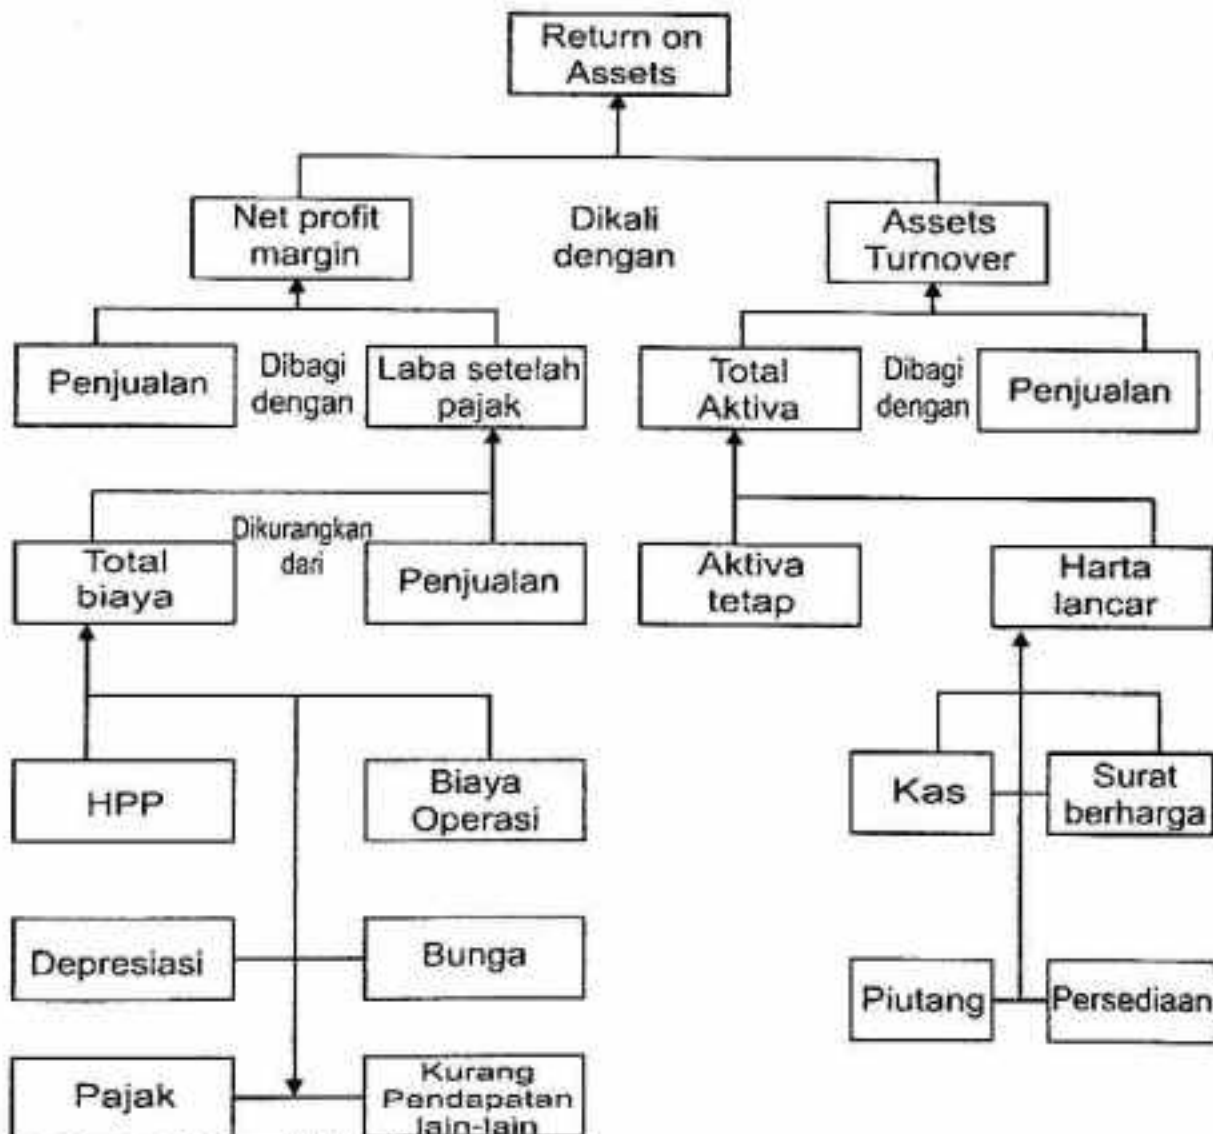 Return on
Assets
Net profit
margin
Dikali
dengan
Assets
Turnover
Penjualan
Dibagi
dengan
Laba setelah
pajak
Total
Aktiva
Dibagi
dengan
Penjualan
Total
biaya
Dikurangkan
dari
Penjualan
Aktiva
tetap
Harta
lancar
HPP
Biaya
Operasi
Kas
Surat
berharga
Depresiasi
Bunga
Piutang
Persediaan
Pajak
Kurang
Pendapatan
lain-lain